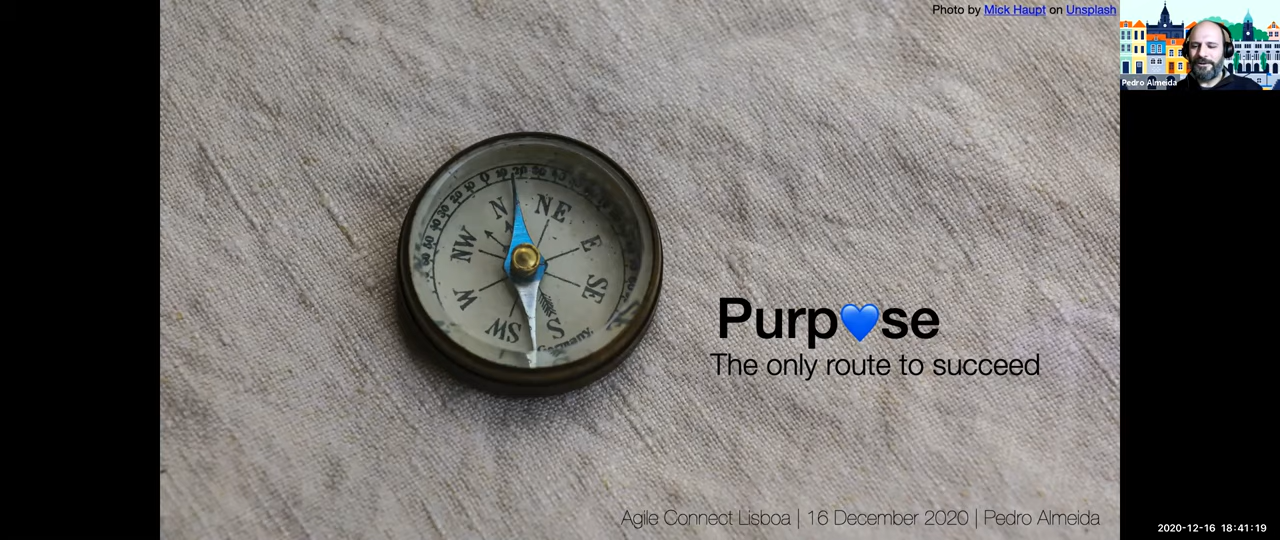 Photo by Mick Haupt on Unsplash
Pedro Almeida
N
NE
E
SE
S
SW
W
NW
Germany.
Purp💙se
The only route to succeed
Agile Connect Lisboa | 16 December 2020 | Pedro Almeida
2020-12-16 18:41:19